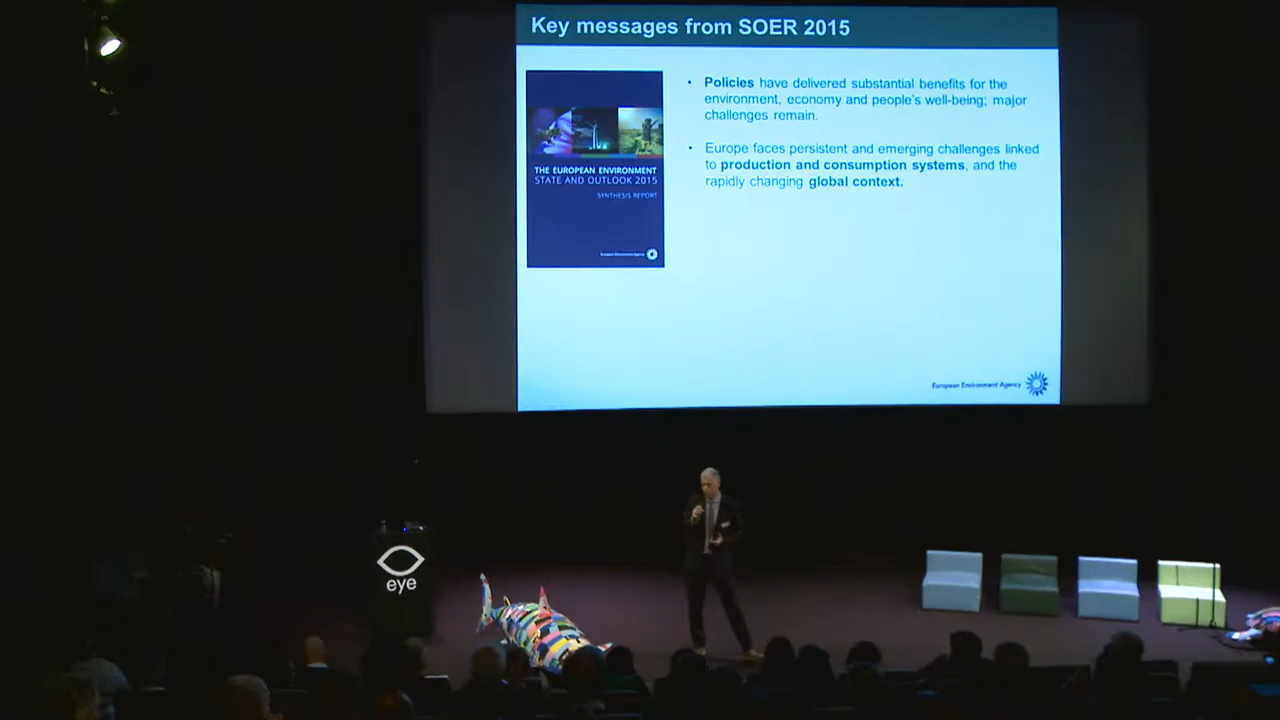 Key messages from SOER 2015
• Policies have delivered substantial benefits for the
environment, economy and people's well-being; major
challenges remain.
• Europe faces persistent and emerging challenges linked
to production and consumption systems, and the
rapidly changing global context.
THE EUROPEAN ENVIRONMENT
STATE AND OUTLOOK 2015
SYNTHESIS REPORT
European Environment Agency
European Environment Agency
eye